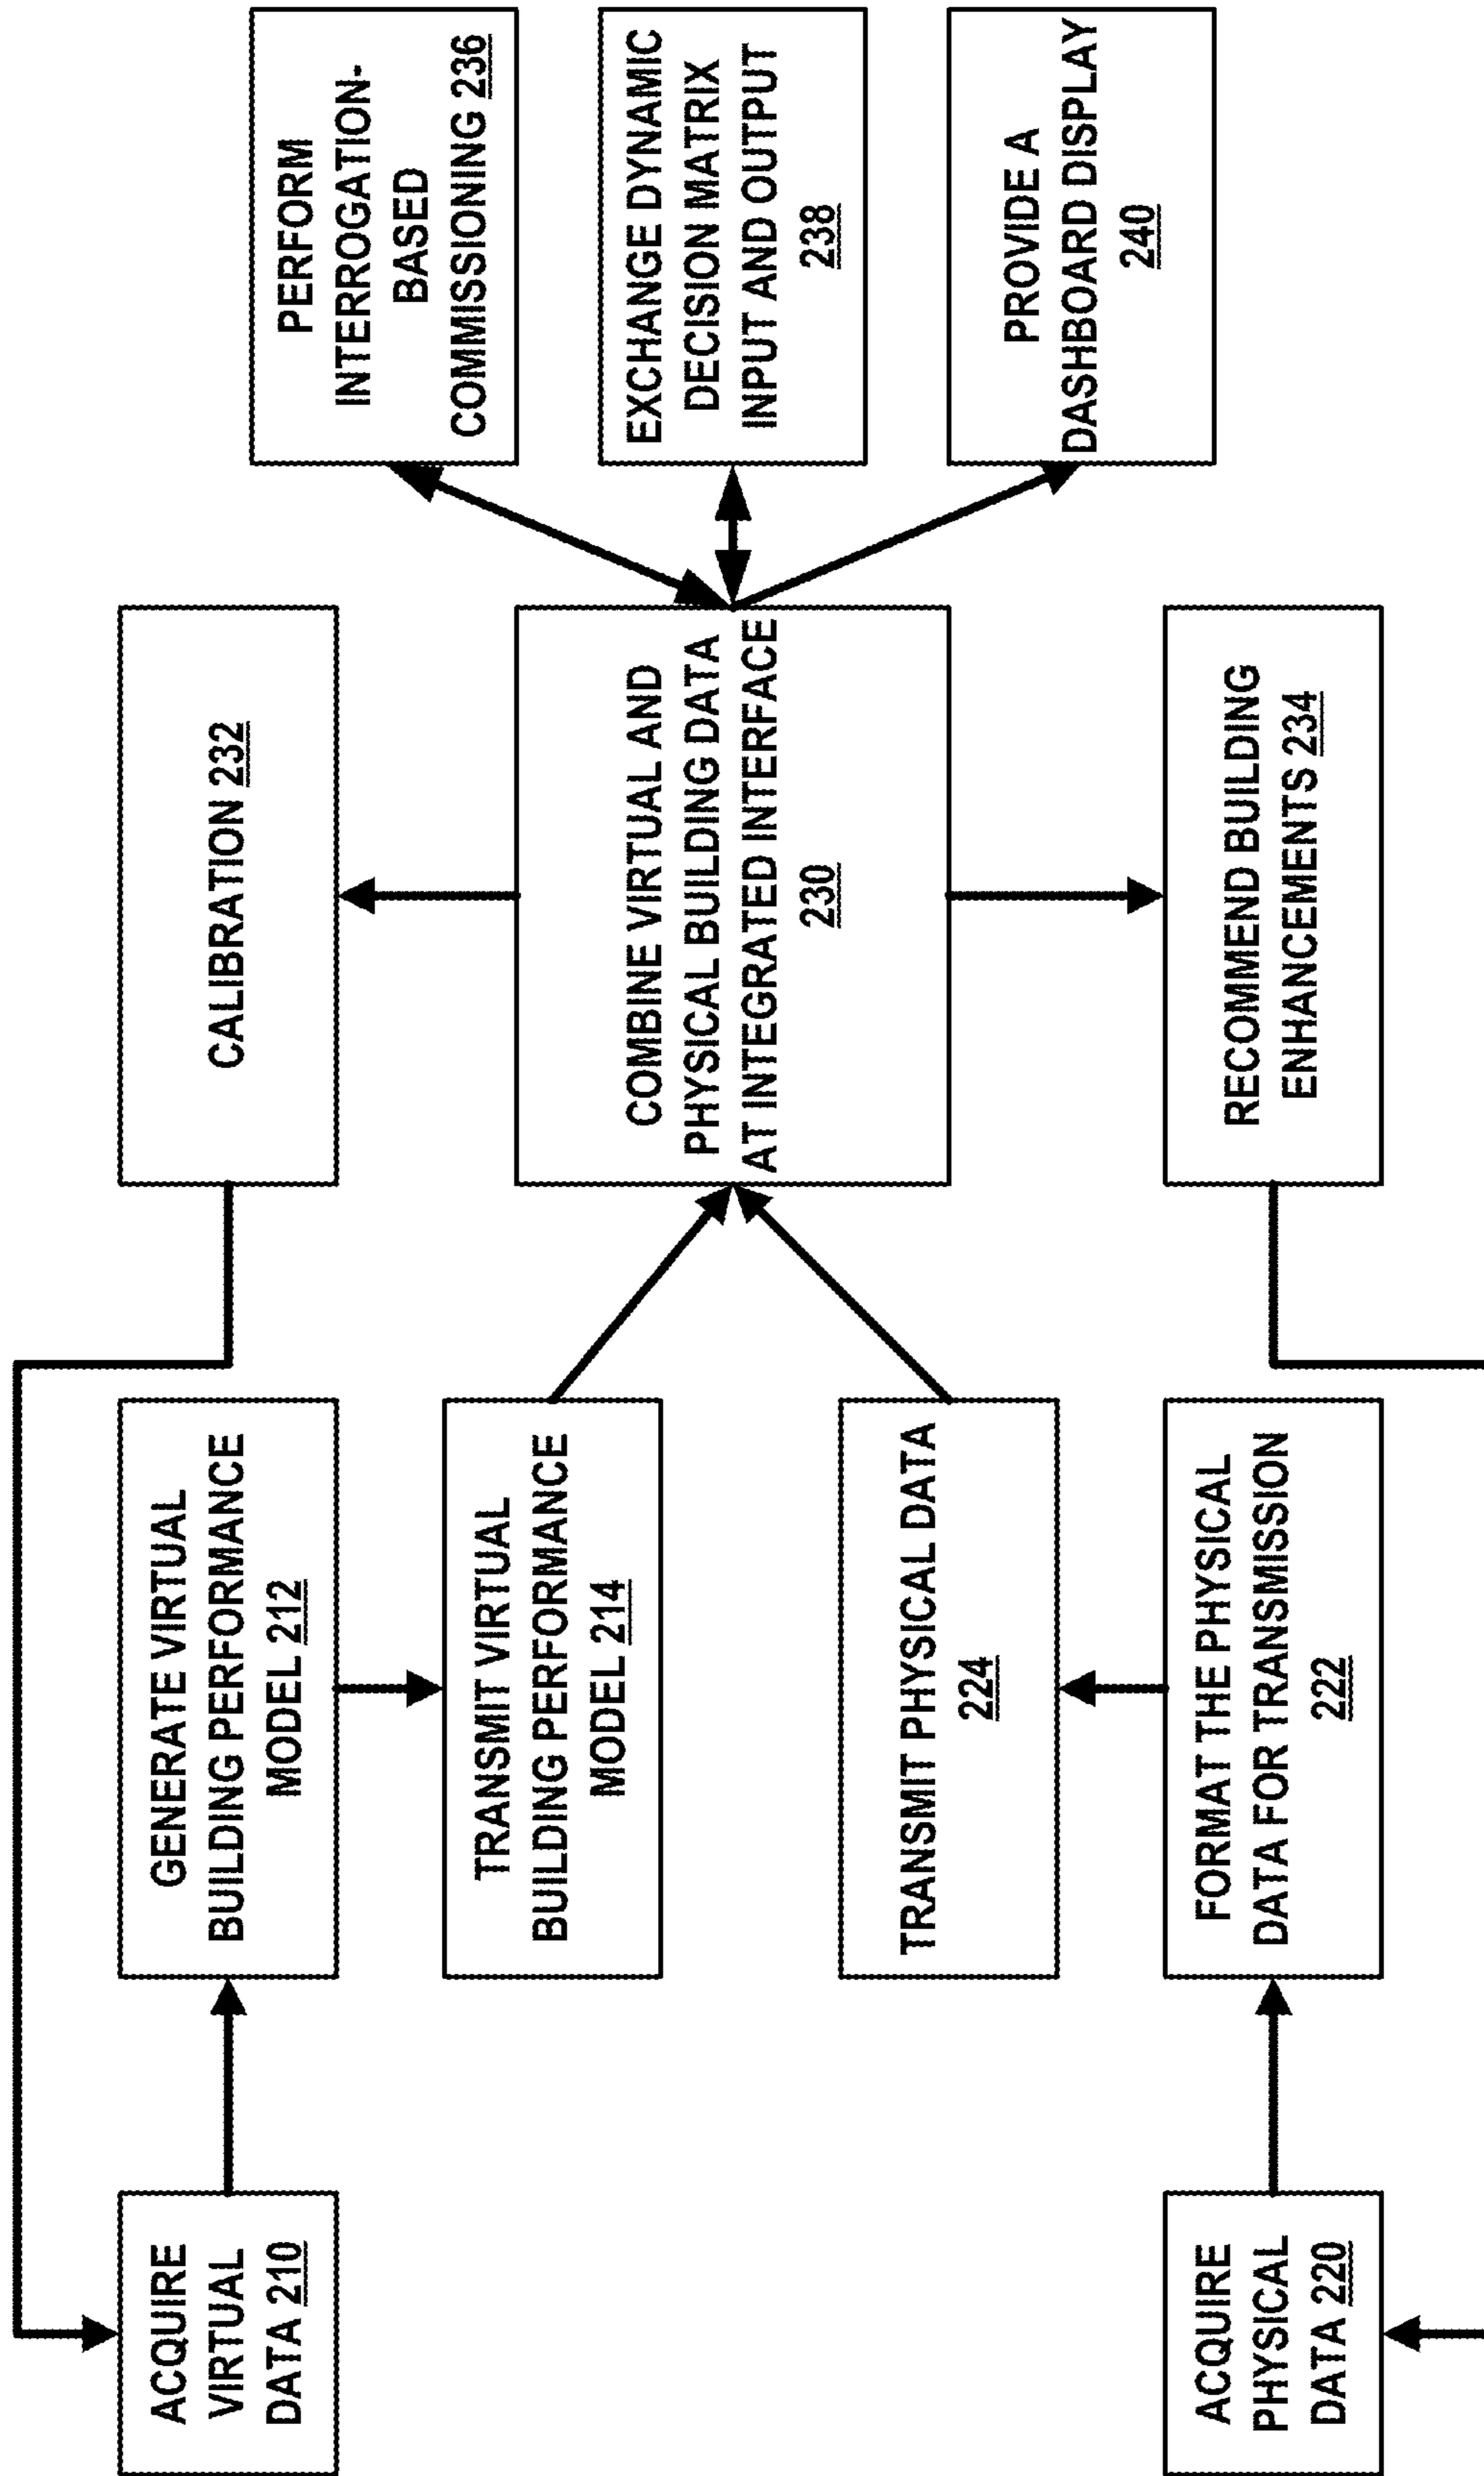 ACQUIRE
VIRTUAL
DATA 210
GENERATE VIRTUAL
BUILDING PERFORMANCE
MODEL 212
TRANSMIT VIRTUAL
BUILDING PERFORMANCE
MODEL 214
ACQUIRE
PHYSICAL
DATA 220
FORMAT THE PHYSICAL
DATA FOR TRANSMISSION
222
TRANSMIT PHYSICAL DATA
224
COMBINE VIRTUAL AND
PHYSICAL BUILDING DATA
AT INTEGRATED INTERFACE
230
CALIBRATION 232
RECOMMEND BUILDING
ENHANCEMENTS 234
PERFORM
INTERROGATION-
BASED
COMMISSIONING 236
EXCHANGE DYNAMIC
DECISION MATRIX
INPUT AND OUTPUT
238
PROVIDE A
DASHBOARD DISPLAY
240